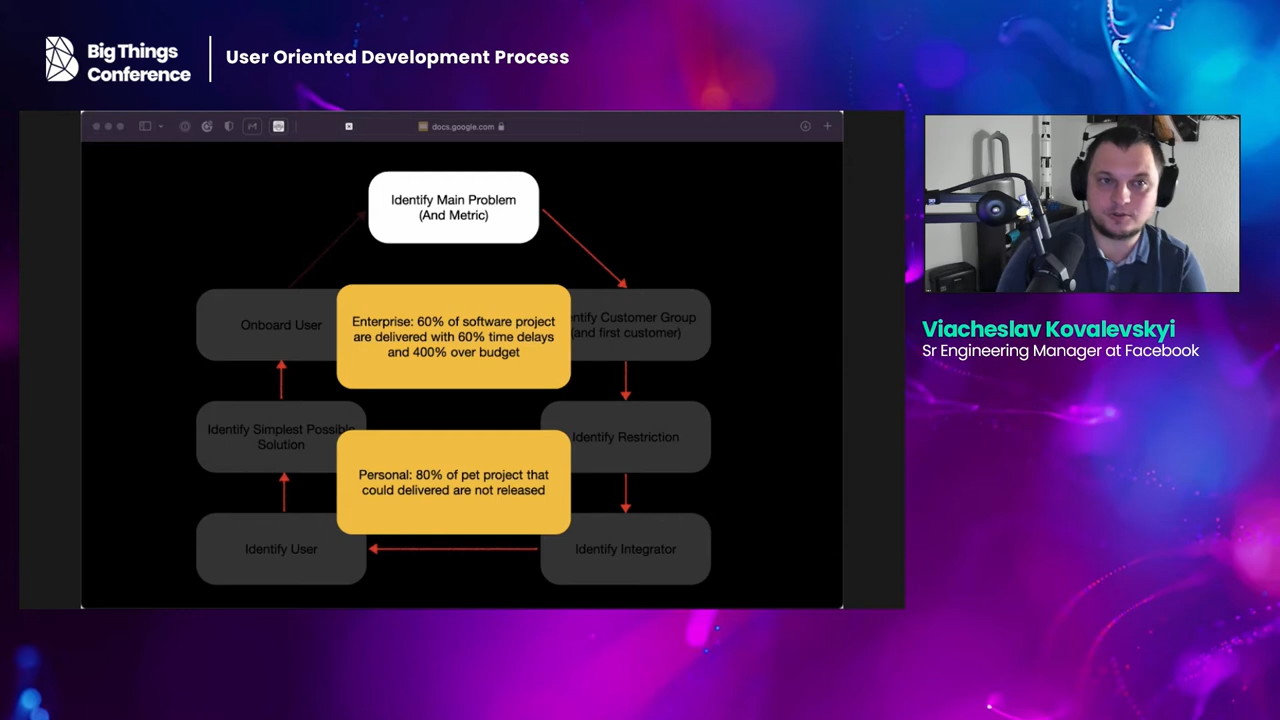 Big Things
Conference
User Oriented Development Process
docs.google.com
Identify Main Problem
(And Metric)
Onboard User
Enterprise: 60% of software project
are delivered with 60% time delays
and 400% over budget
ntify Customer Group
(and first customer)
Identify Simplest Possible
Solution
Identify Restriction
Personal: 80% of pet project that
could delivered are not released
Identify User
Identify Integrator
Viacheslav Kovalevskyi
Sr Engineering Manager at Facebook